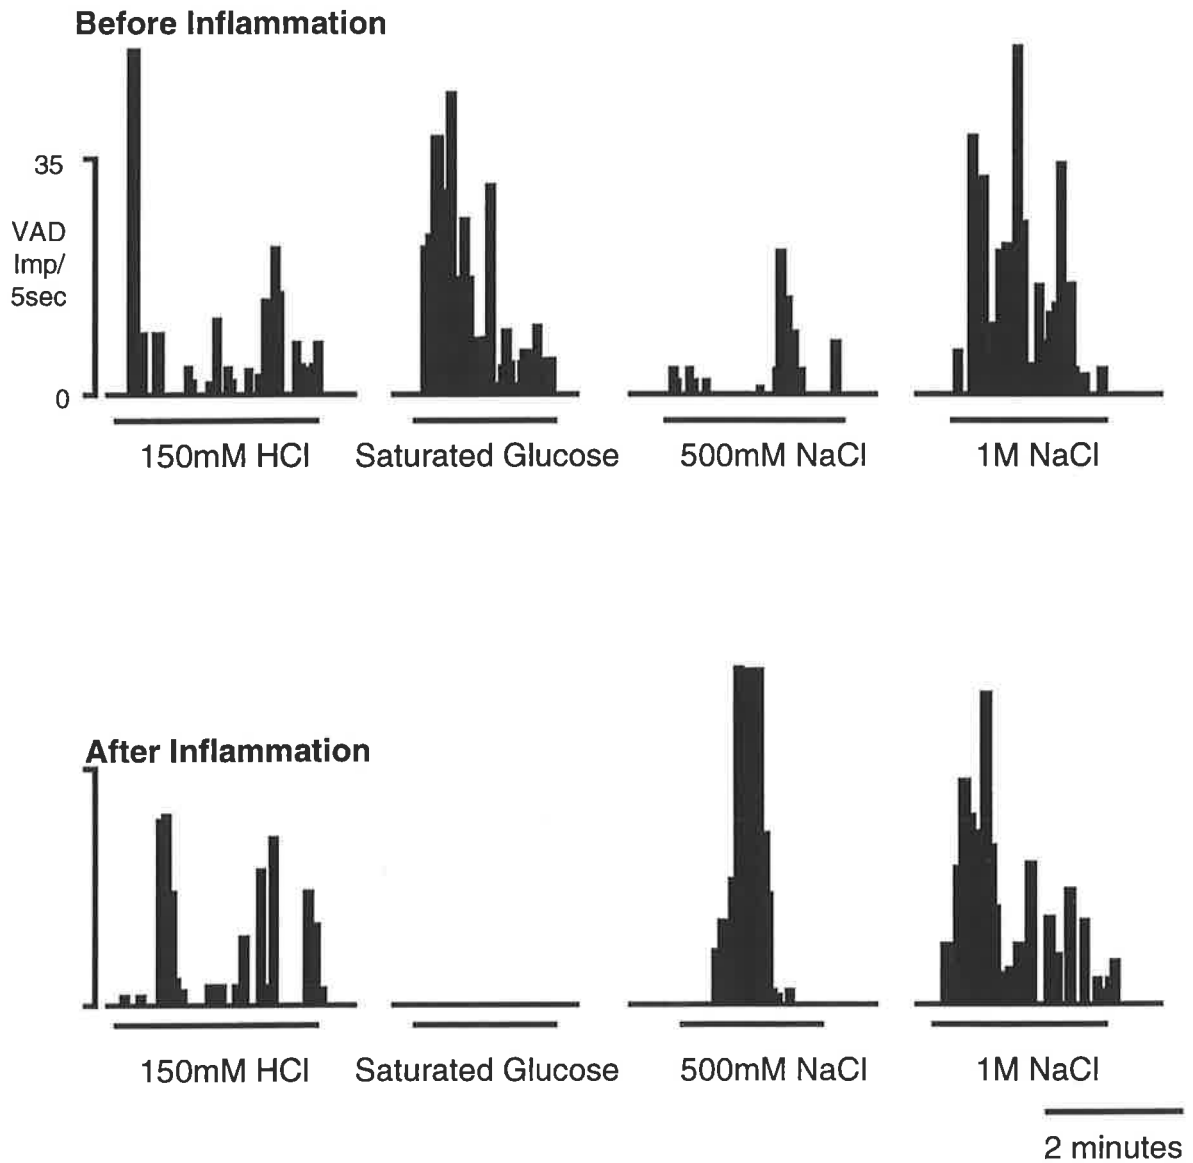 Before Inflammation
35
VAD
Imp/
5sec
0
150mM HCl
Saturated Glucose
500mM NaCl
1M NaCl
After Inflammation
150mM HCl
Saturated Glucose
500mM NaCl
1M NaCl
2 minutes